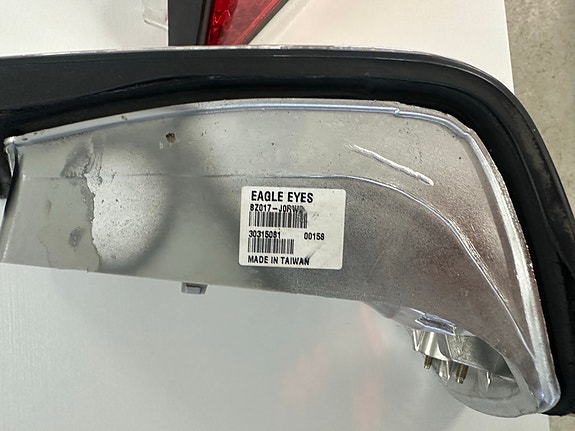 EAGLE EYES
30315081 00158
MADE IN TAIWAN